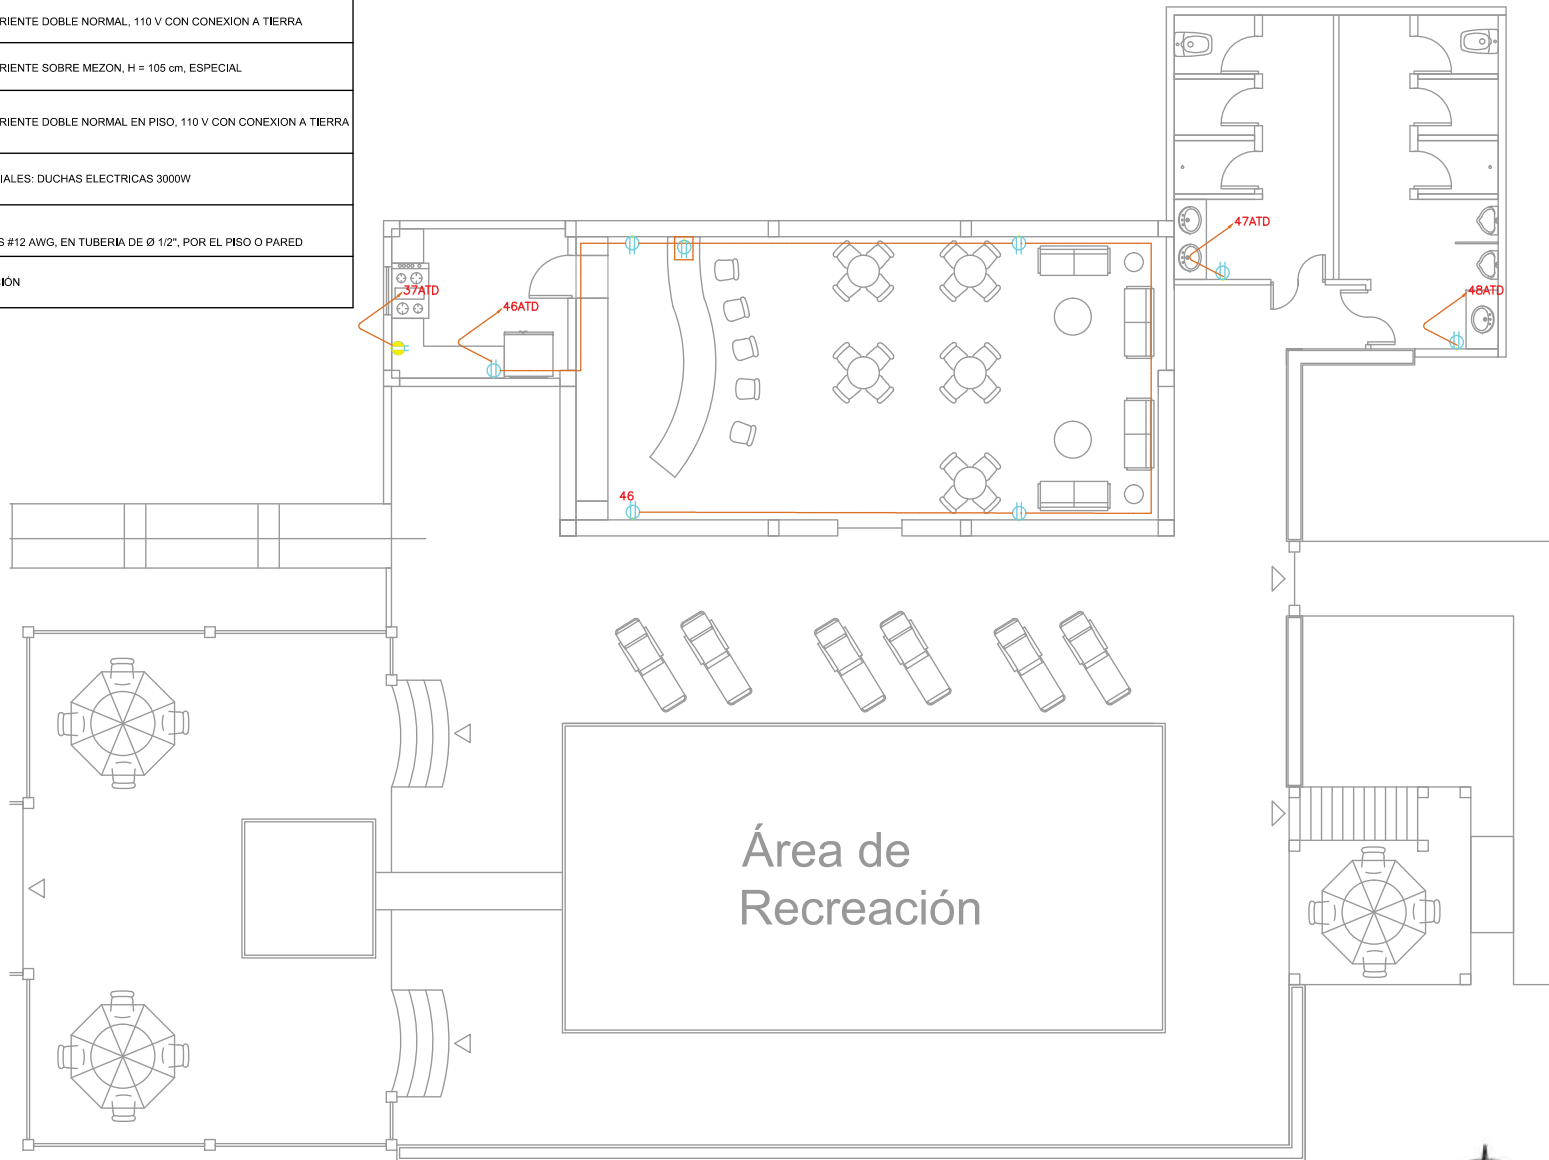 RIENTE DOBLE NORMAL, 110 V CON CONEXION A TIERRA
RIENTE SOBRE MEZON, H = 105 cm, ESPECIAL
RIENTE DOBLE NORMAL EN PISO, 110 V CON CONEXION A TIERRA
IALES: DUCHAS ELECTRICAS 3000W
S #12 AWG, EN TUBERIA DE Ø 1/2", POR EL PISO O PARED
IÓN
47ATD
37ATD
46ATD
48ATD
46
Área de
Recreación